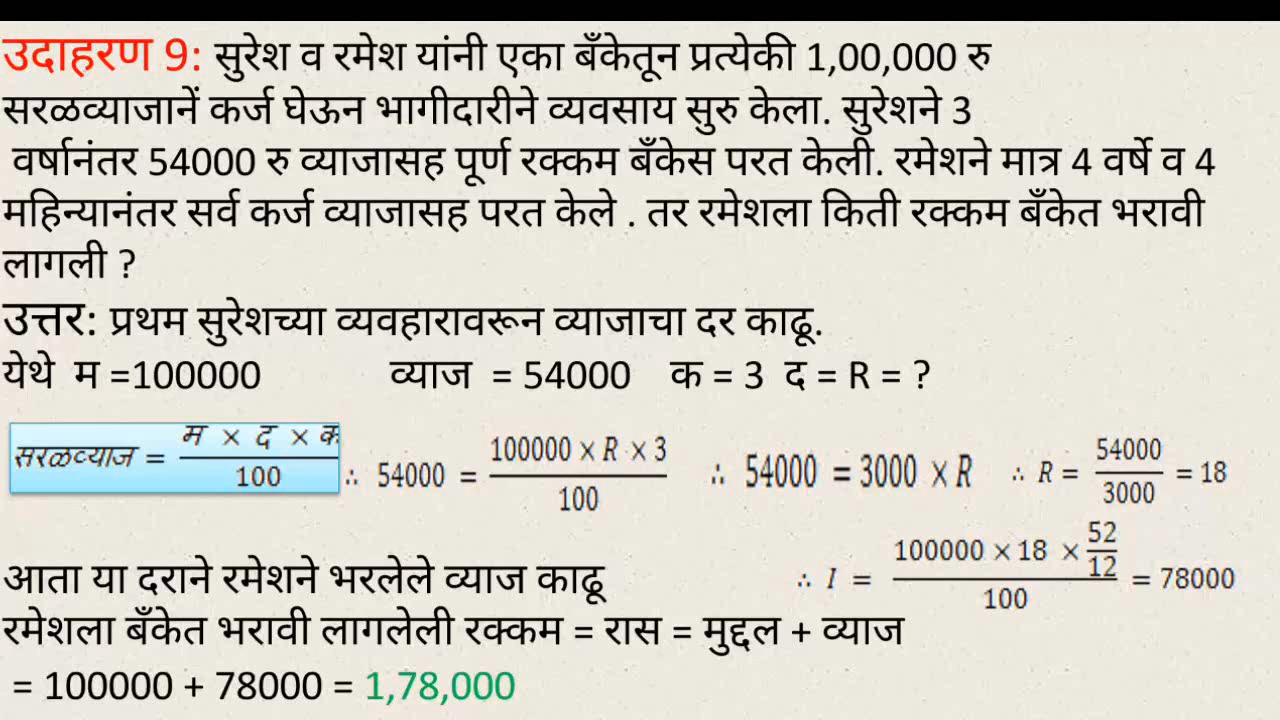 उदाहरण 9: सुरेश व रमेश यांनी एका बँकेतून प्रत्येकी 1,00,000 रु
सरळव्याजानें कर्ज घेऊन भागीदारीने व्यवसाय सुरु केला. सुरेशने 3
वर्षानंतर 54000 रु व्याजासह पूर्ण रक्कम बँकेस परत केली. रमेशने मात्र 4 वर्षे व 4
महिन्यानंतर सर्व कर्ज व्याजासह परत केले . तर रमेशला किती रक्कम बँकेत भरावी
लागली ?
उत्तर: प्रथम सुरेशच्या व्यवहारावरून व्याजाचा दर काढू.
येथे म =100000 व्याज = 54000 क = 3 द = R = ?
सरळव्याज = म × द × क / 100 ∴ 54000 = 100000 × R × 3 / 100 ∴ 54000 = 3000 × R ∴ R = 54000 / 3000 = 18
आता या दराने रमेशने भरलेले व्याज काढू ∴ I = 100000 × 18 × 52/12 / 100 = 78000
रमेशला बँकेत भरावी लागलेली रक्कम = रास = मुद्दल + व्याज
= 100000 + 78000 = 1,78,000